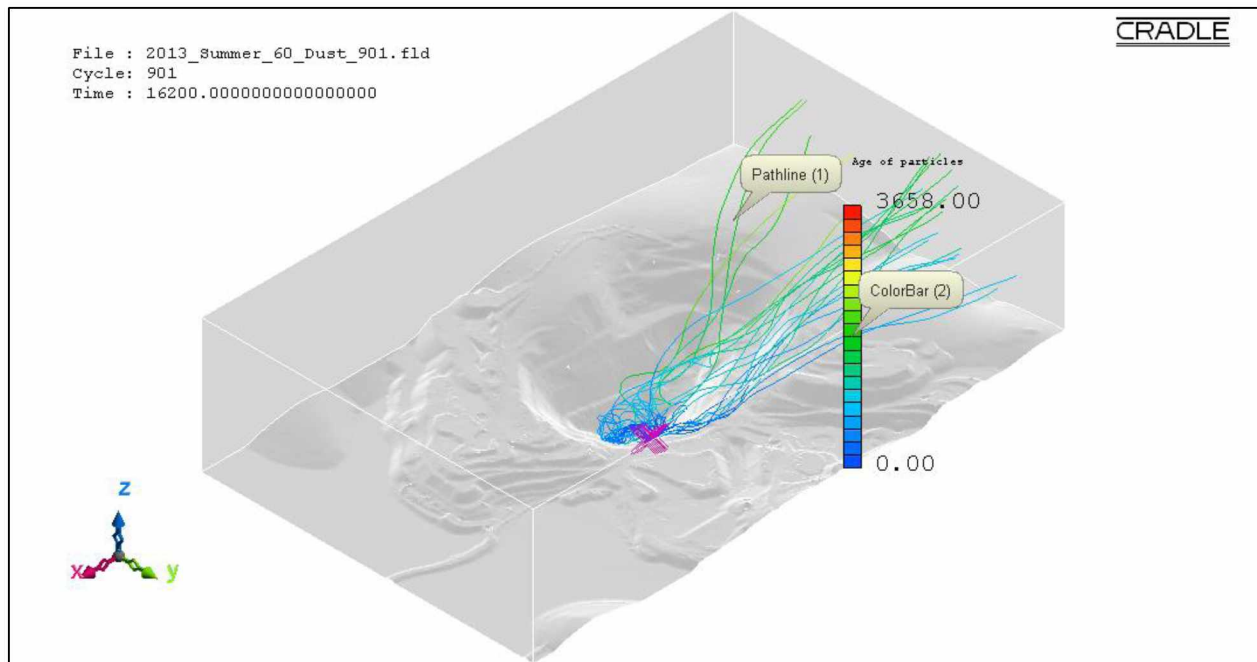 File : 2013_Summer_60_Dust_901.fld
Cycle: 901
Time : 16200.0000000000000000
CRADLE
Age of particles
Pathline (1)
3658.00
ColorBar (2)
0.00
z
x
y